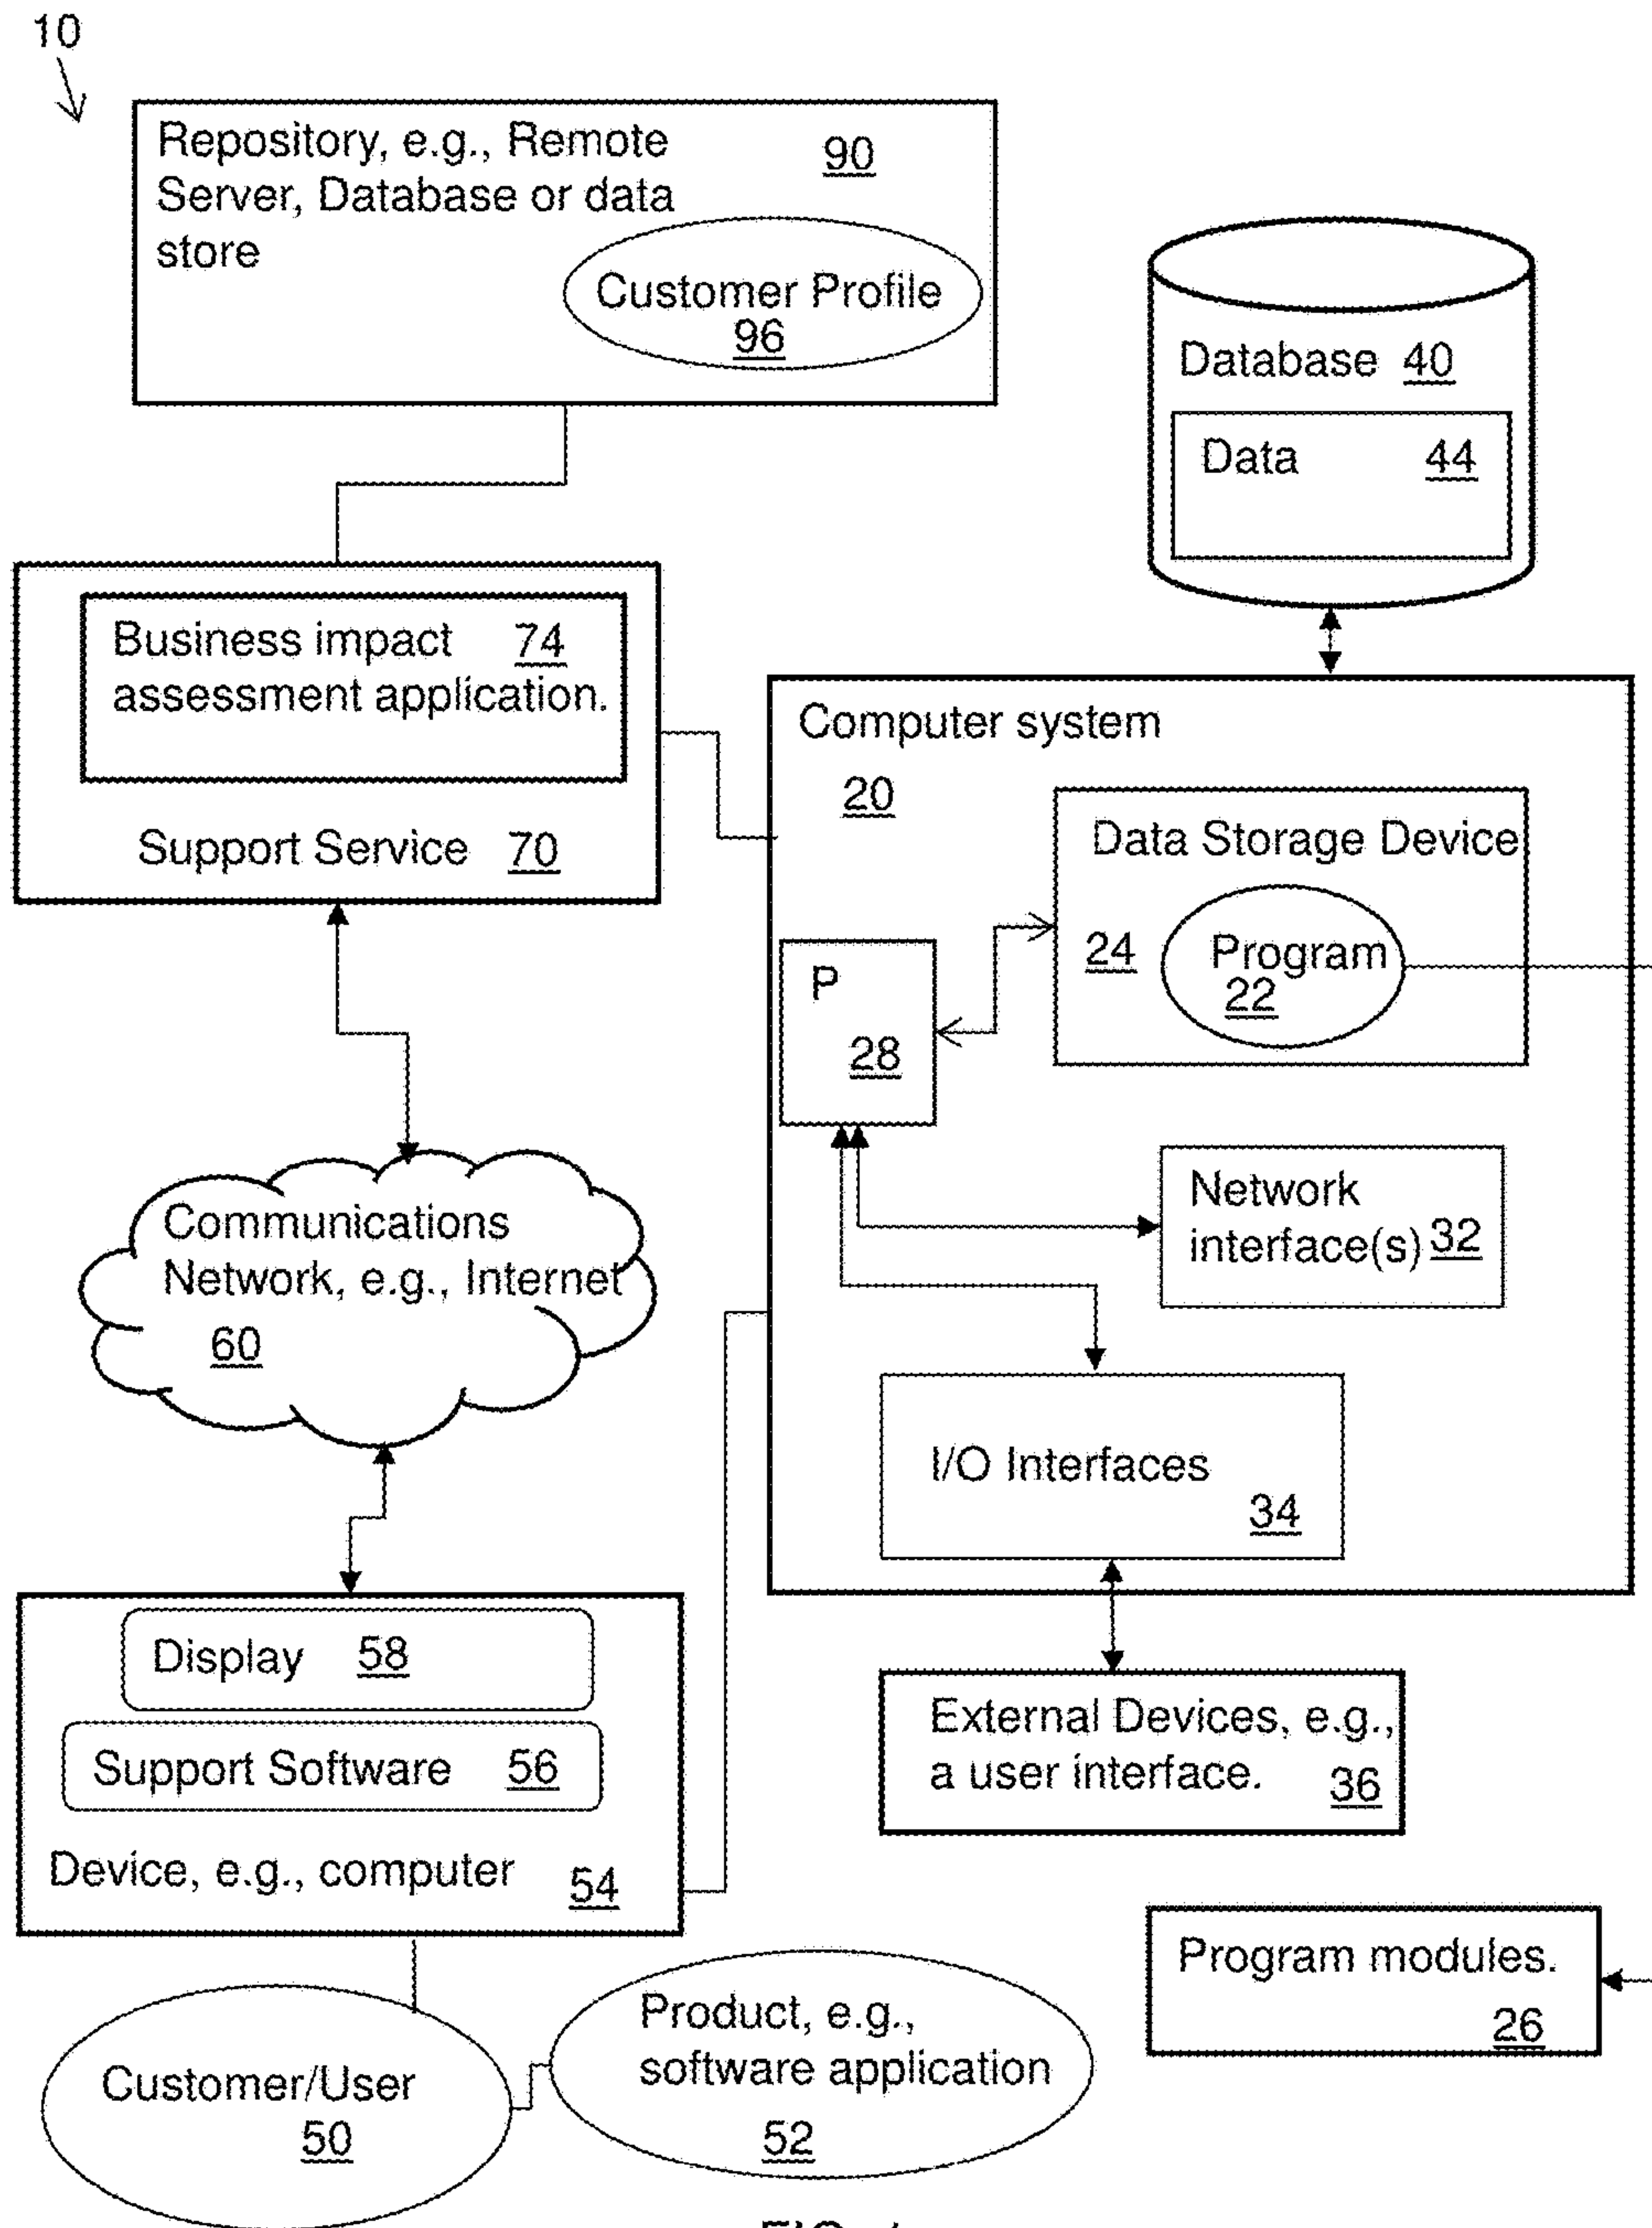 10
Repository, e.g., Remote
Server, Database or data
store
90
Customer Profile
96
Database 40
Data 44
Business impact 74
assessment application.
Support Service 70
Computer system
20
Data Storage Device
24
Program
22
P
28
Network
interface(s) 32
I/O Interfaces
34
Communications
Network, e.g., Internet
60
Display 58
Support Software 56
Device, e.g., computer 54
External Devices, e.g.,
a user interface. 36
Program modules.
26
Customer/User
50
Product, e.g.,
software application
52